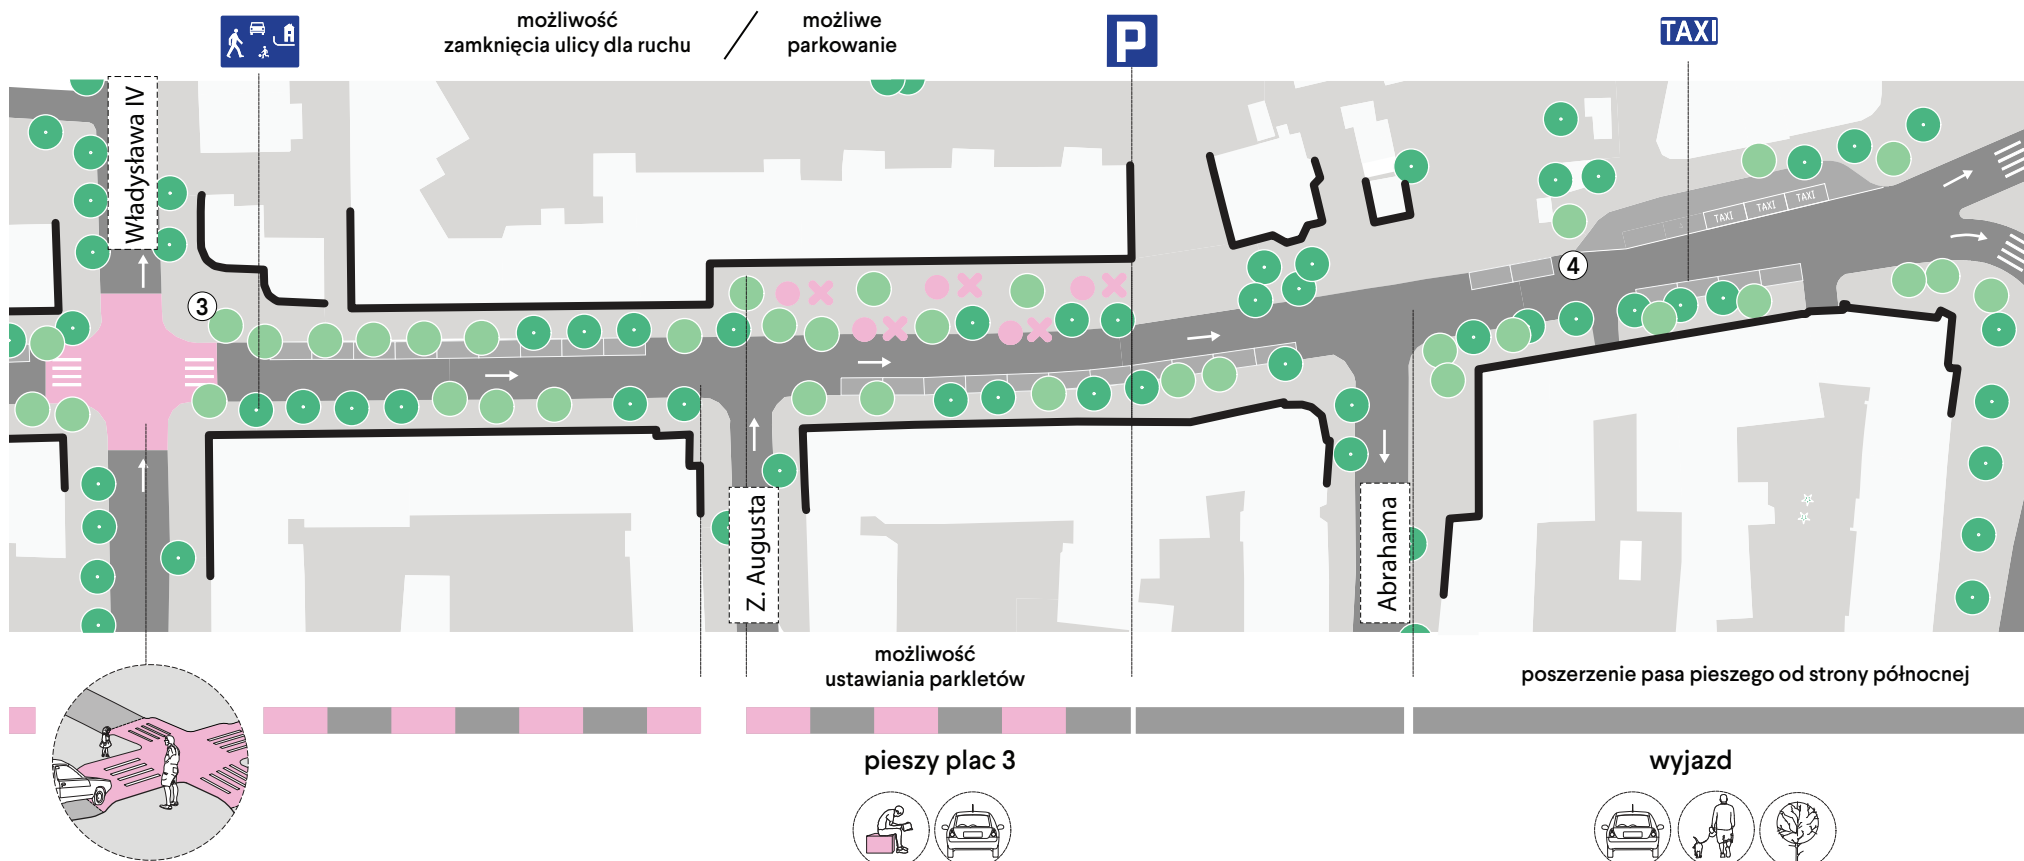 możliwość
zamknięcia ulicy dla ruchu
możliwe
parkowanie
P
TAXI
Władysława IV
TAXI
TAXI
TAXI
3
4
Z. Augusta
Abrahama
możliwość
ustawiania parkletów
poszerzenie pasa pieszego od strony północnej
pieszy plac 3
wyjazd